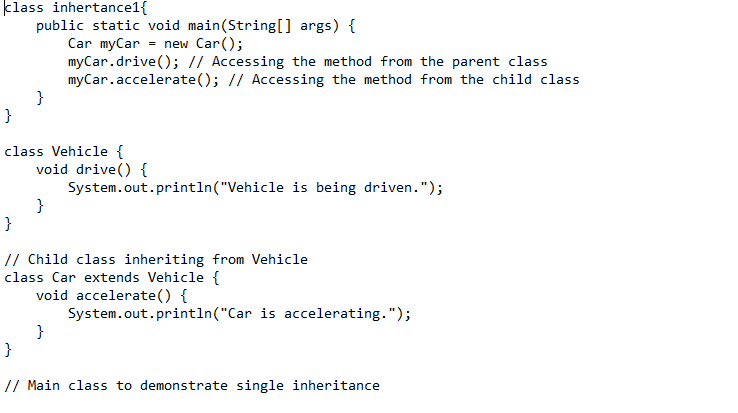 class inhertance1{
    public static void main(String[] args) {
        Car myCar = new Car();
        myCar.drive(); // Accessing the method from the parent class
        myCar.accelerate(); // Accessing the method from the child class
    }
}

class Vehicle {
    void drive() {
        System.out.println("Vehicle is being driven.");
    }
}

// Child class inheriting from Vehicle
class Car extends Vehicle {
    void accelerate() {
        System.out.println("Car is accelerating.");
    }
}

// Main class to demonstrate single inheritance